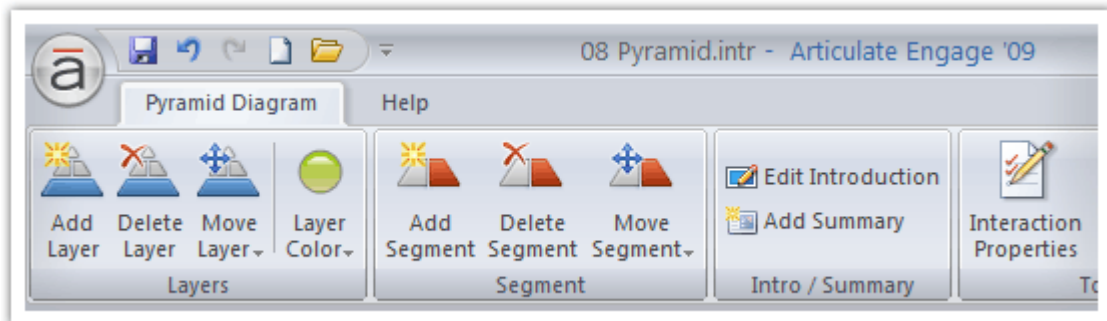 ā
08 Pyramid.intr - Articulate Engage '09
Pyramid Diagram Help
Add Layer
Delete Layer
Move Layer
Layer Color
Layers
Add Segment
Delete Segment
Move Segment
Segment
Edit Introduction
Add Summary
Intro / Summary
Interaction Properties